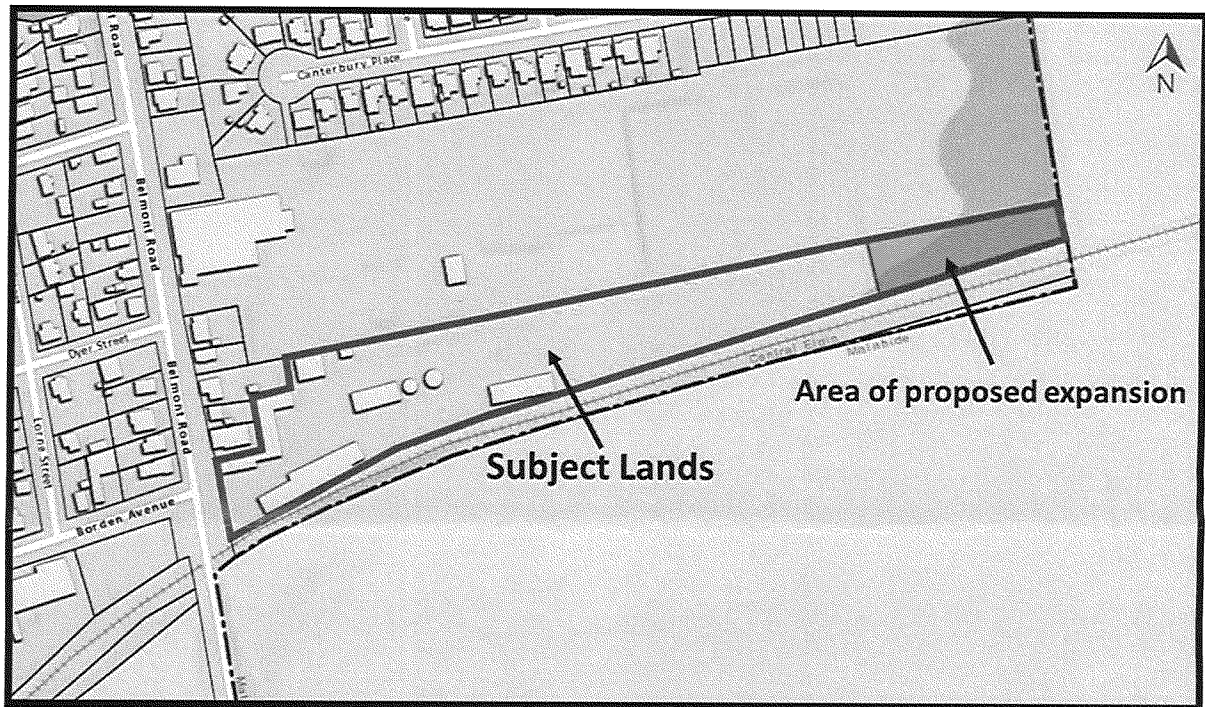 Road
Canterbury Place
N
Belmont Road
Dyer Street
Belmont Road
Lorne Street
Central Elgin
Malahide
Area of proposed expansion
Subject Lands
Borden Avenue